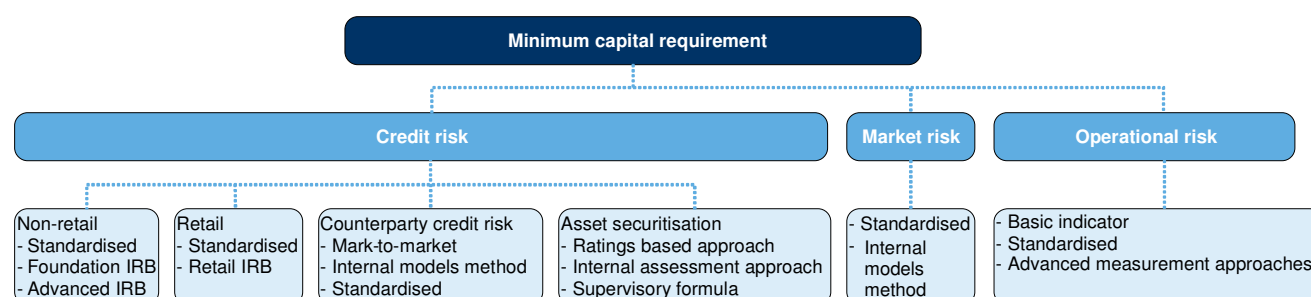 Minimum capital requirement
Credit risk
Market risk
Operational risk
Non-retail
- Standardised
- Foundation IRB
- Advanced IRB
Retail
- Standardised
- Retail IRB
Counterparty credit risk
- Mark-to-market
- Internal models method
- Standardised
Asset securitisation
- Ratings based approach
- Internal assessment approach
- Supervisory formula
- Standardised
- Internal
models
method
- Basic indicator
- Standardised
- Advanced measurement approaches